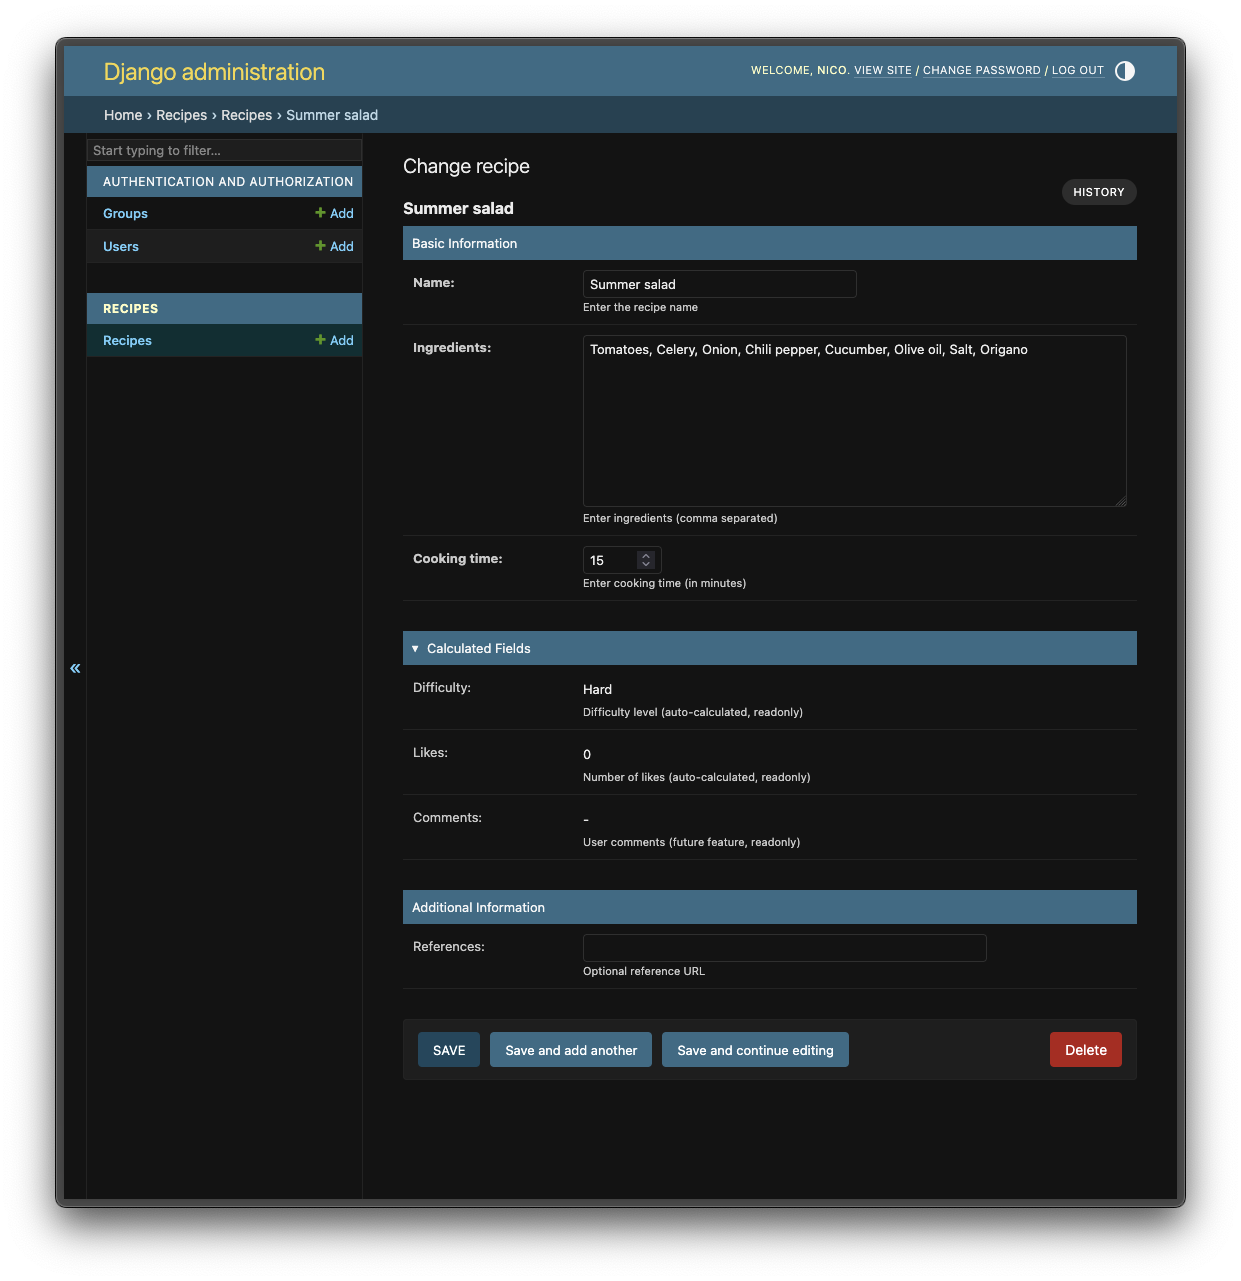 Django administration
WELCOME, NICO. VIEW SITE / CHANGE PASSWORD / LOG OUT
Home › Recipes › Recipes › Summer salad
Start typing to filter...
AUTHENTICATION AND AUTHORIZATION
Groups + Add
Users + Add
RECIPES
Recipes + Add
«
Change recipe
HISTORY
Summer salad
Basic Information
Name: Summer salad
Enter the recipe name
Ingredients: Tomatoes, Celery, Onion, Chili pepper, Cucumber, Olive oil, Salt, Origano
Enter ingredients (comma separated)
Cooking time: 15
Enter cooking time (in minutes)
▼ Calculated Fields
Difficulty: Hard
Difficulty level (auto-calculated, readonly)
Likes: 0
Number of likes (auto-calculated, readonly)
Comments: -
User comments (future feature, readonly)
Additional Information
References:
Optional reference URL
SAVE Save and add another Save and continue editing Delete